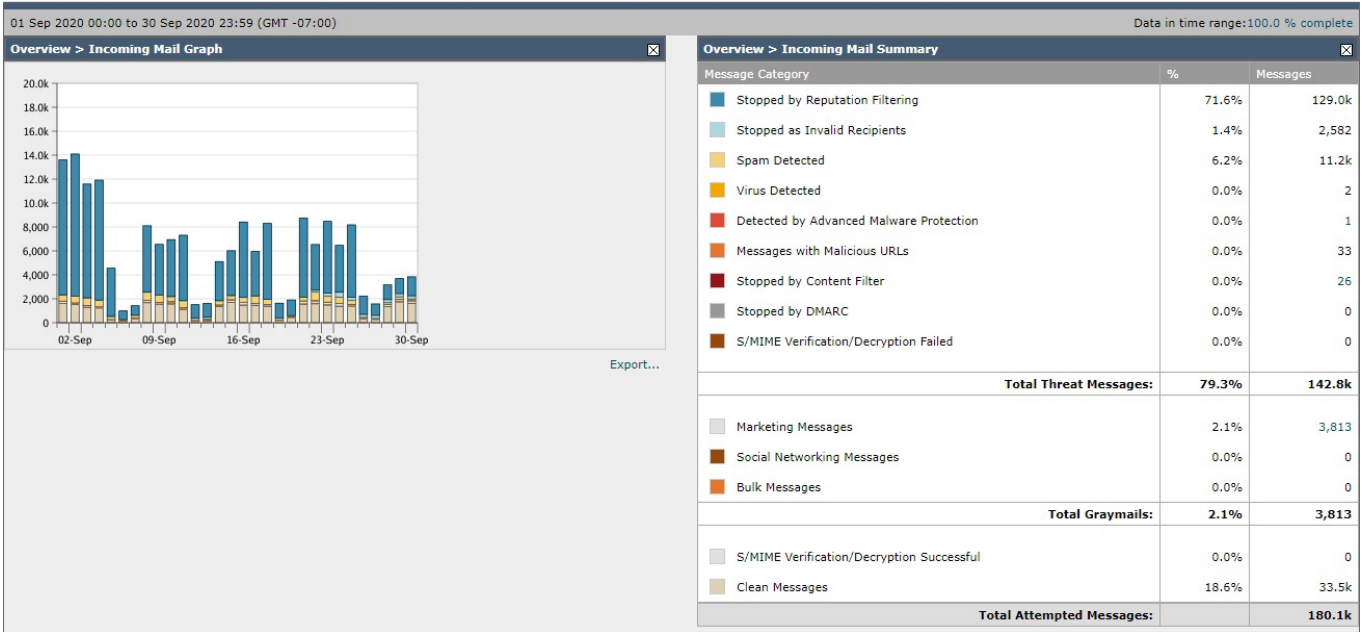 01 Sep 2020 00:00 to 30 Sep 2020 23:59 (GMT -07:00)
Data in time range:100.0 % complete
Overview > Incoming Mail Graph
20.0k
18.0k
16.0k
14.0k
12.0k
10.0k
8,000
6,000
4,000
2,000
0
02-Sep 09-Sep 16-Sep 23-Sep 30-Sep
Export...
Overview > Incoming Mail Summary
Message Category % Messages
Stopped by Reputation Filtering 71.6% 129.0k
Stopped as Invalid Recipients 1.4% 2,582
Spam Detected 6.2% 11.2k
Virus Detected 0.0% 2
Detected by Advanced Malware Protection 0.0% 1
Messages with Malicious URLs 0.0% 33
Stopped by Content Filter 0.0% 26
Stopped by DMARC 0.0% 0
S/MIME Verification/Decryption Failed 0.0% 0
Total Threat Messages: 79.3% 142.8k
Marketing Messages 2.1% 3,813
Social Networking Messages 0.0% 0
Bulk Messages 0.0% 0
Total Graymails: 2.1% 3,813
S/MIME Verification/Decryption Successful 0.0% 0
Clean Messages 18.6% 33.5k
Total Attempted Messages: 180.1k